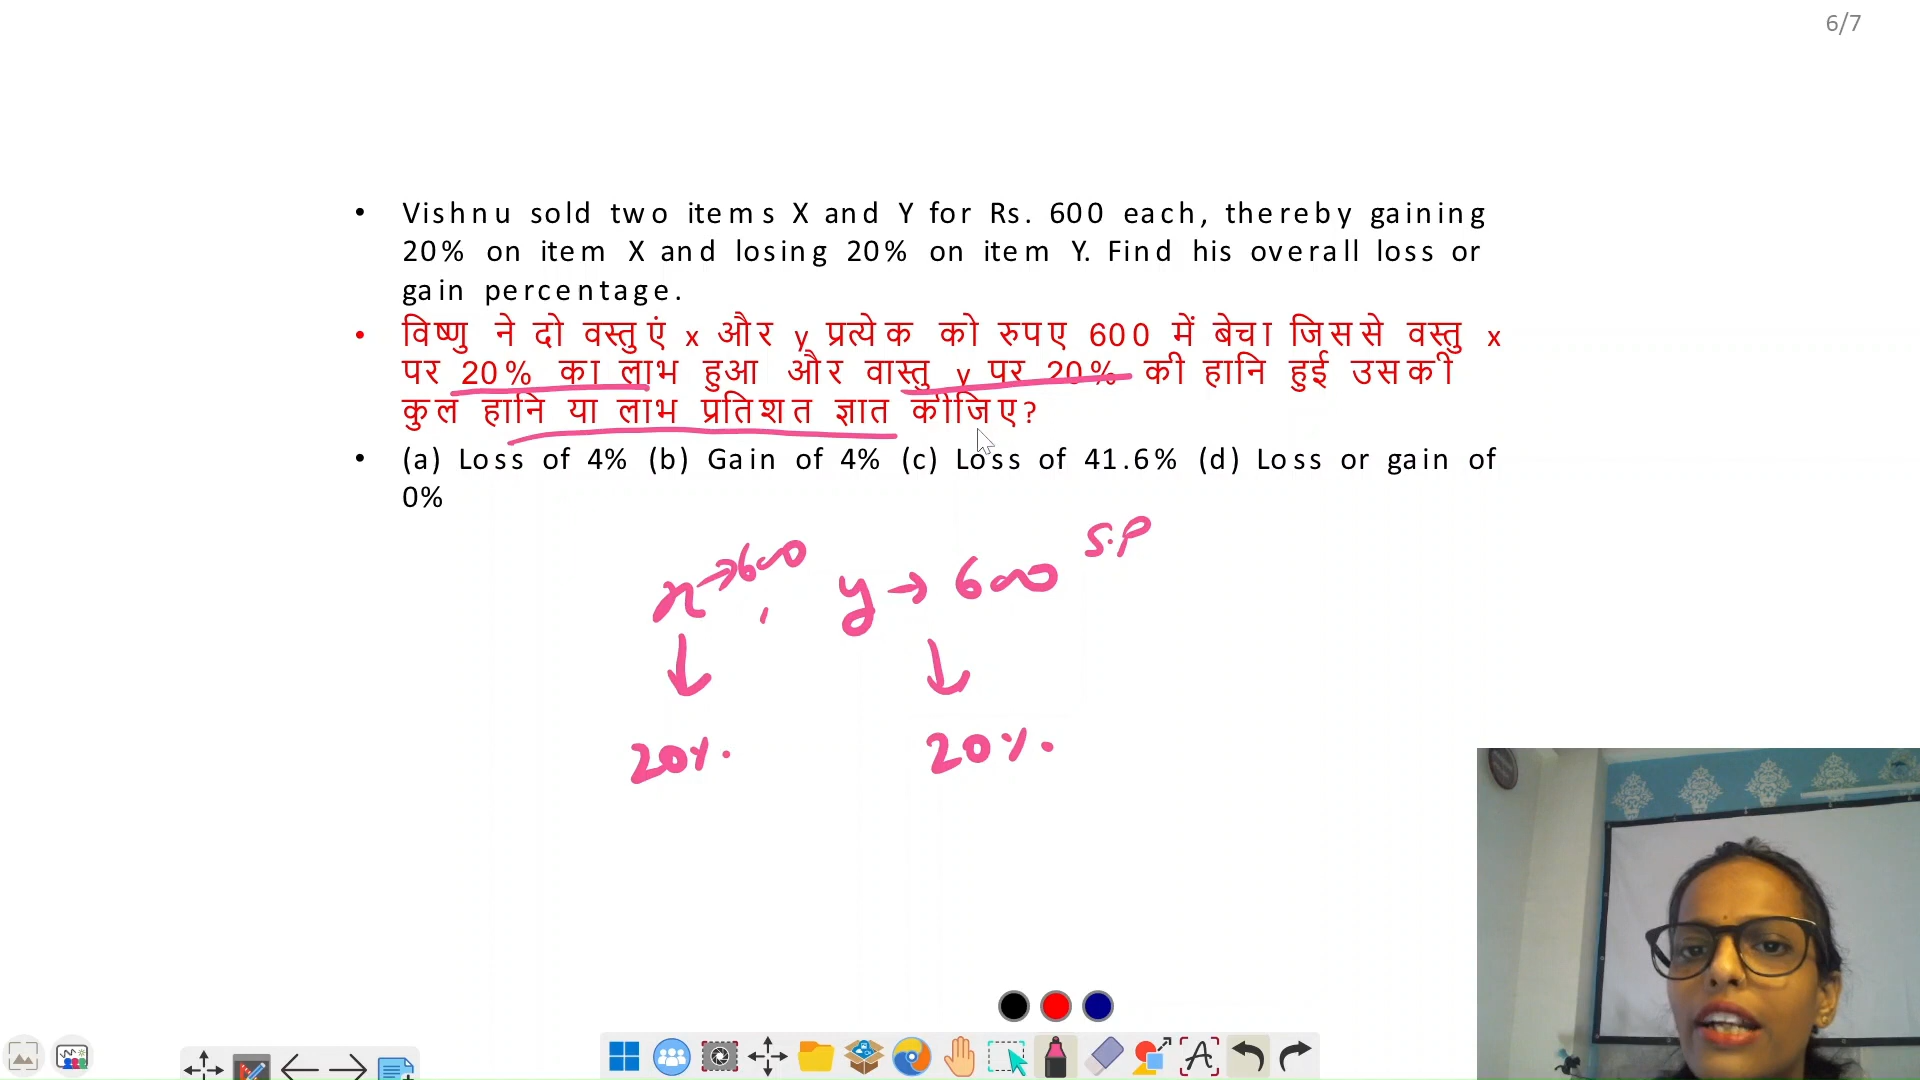 6/7
• Vishnu sold two items X and Y for Rs. 600 each, thereby gaining
20% on item X and losing 20% on item Y. Find his overall loss or
gain percentage.
• विष्णु ने दो वस्तुएं x और y प्रत्येक को रुपए 600 में बेचा जिससे वस्तु x
पर 20% का लाभ हुआ और वास्तु y पर 20% की हानि हुई उसकी
कुल हानि या लाभ प्रतिशत ज्ञात कीजिए?
• (a) Loss of 4% (b) Gain of 4% (c) Loss of 41.6% (d) Loss or gain of
0%
x→600 y→600 S.P
20%. 20%.